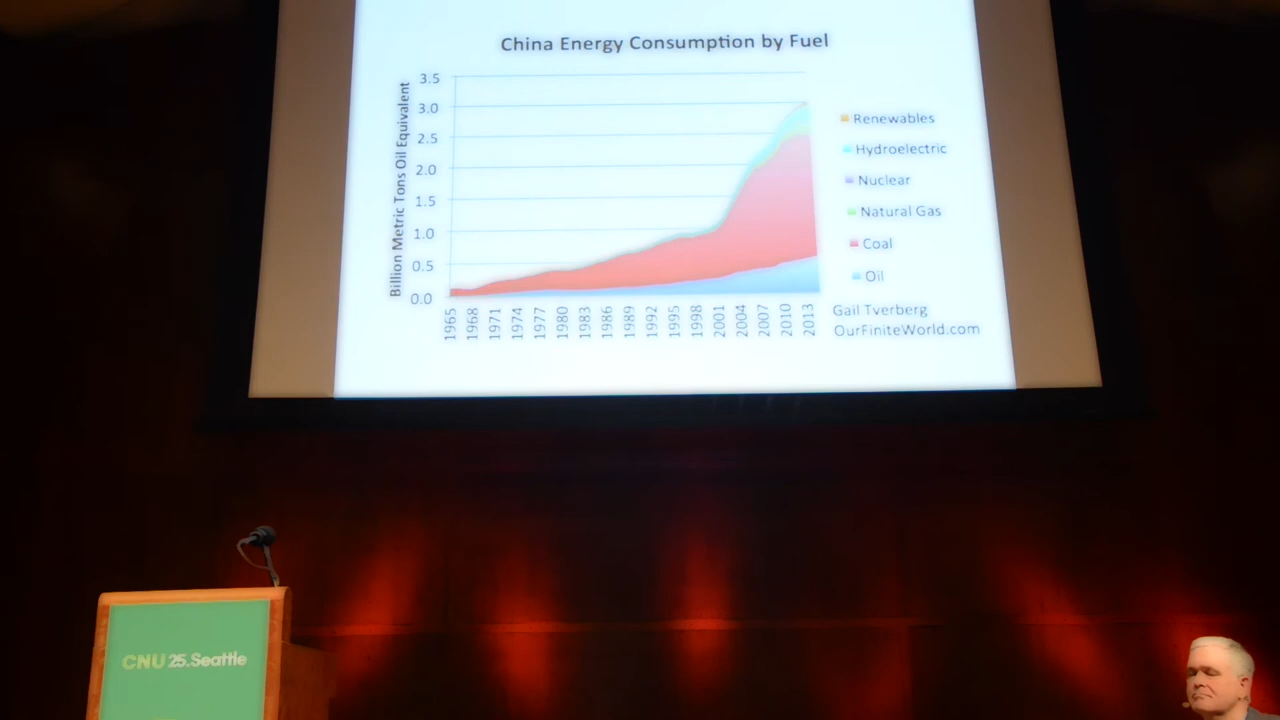 China Energy Consumption by Fuel
Billion Metric Tons Oil Equivalent
3.5
3.0
2.5
2.0
1.5
1.0
0.5
0.0
1965
1968
1971
1974
1977
1980
1983
1986
1989
1992
1995
1998
2001
2004
2007
2010
2013
Renewables
Hydroelectric
Nuclear
Natural Gas
Coal
Oil
Gail Tverberg
OurFiniteWorld.com
CNU 25.Seattle